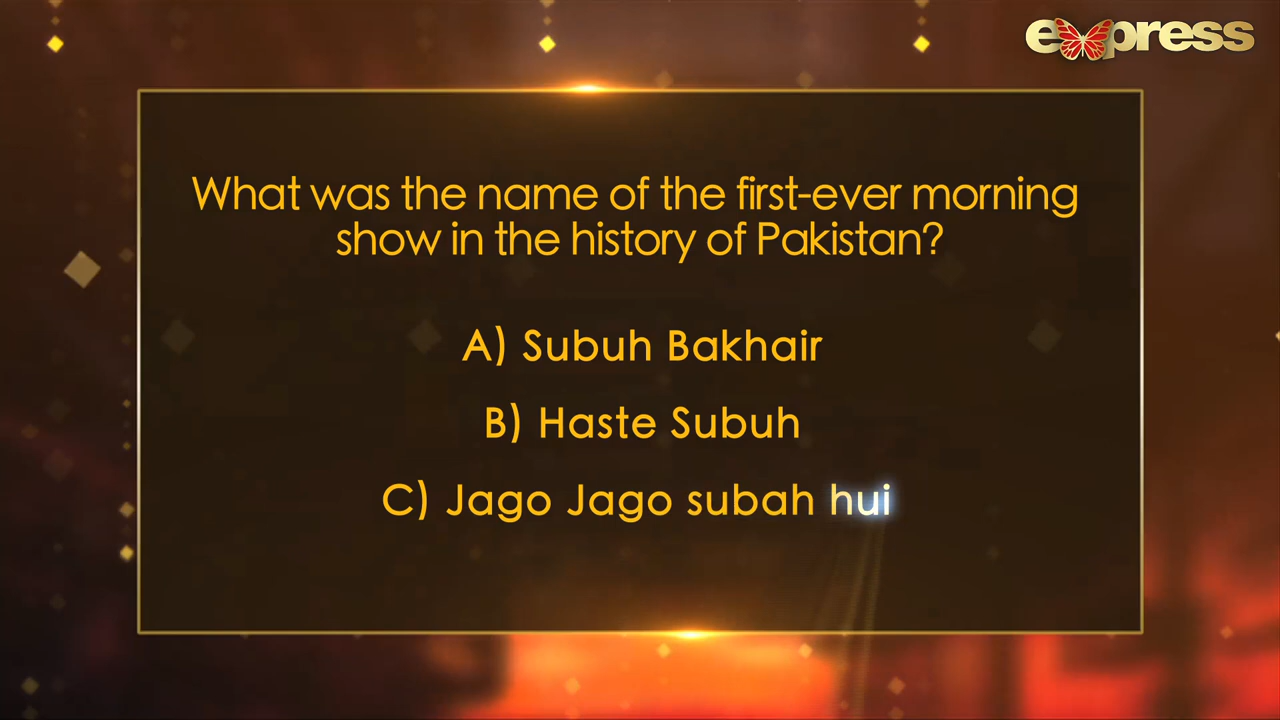 express
What was the name of the first-ever morning
show in the history of Pakistan?
A) Subuh Bakhair
B) Haste Subuh
C) Jago Jago subah hui